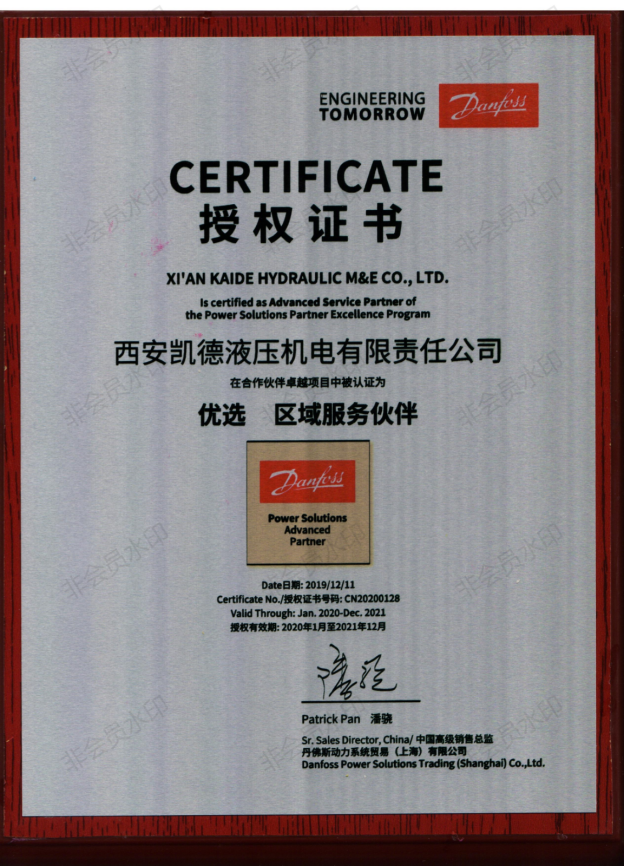 ENGINEERING
TOMORROW
Danfoss
CERTIFICATE
授权证书
XI'AN KAIDE HYDRAULIC M&E CO., LTD.
Is certified as Advanced Service Partner of
the Power Solutions Partner Excellence Program
西安凯德液压机电有限责任公司
在合作伙伴卓越项目中被认证为
优选 区域服务伙伴
Danfoss
Power Solutions
Advanced
Partner
Date日期: 2019/12/11
Certificate No./授权证书号码: CN20200128
Valid Through: Jan. 2020-Dec. 2021
授权有效期: 2020年1月至2021年12月
Patrick Pan 潘骁
Sr. Sales Director, China/ 中国高级销售总监
丹佛斯动力系统贸易（上海）有限公司
Danfoss Power Solutions Trading (Shanghai) Co.,Ltd.
非会员水印